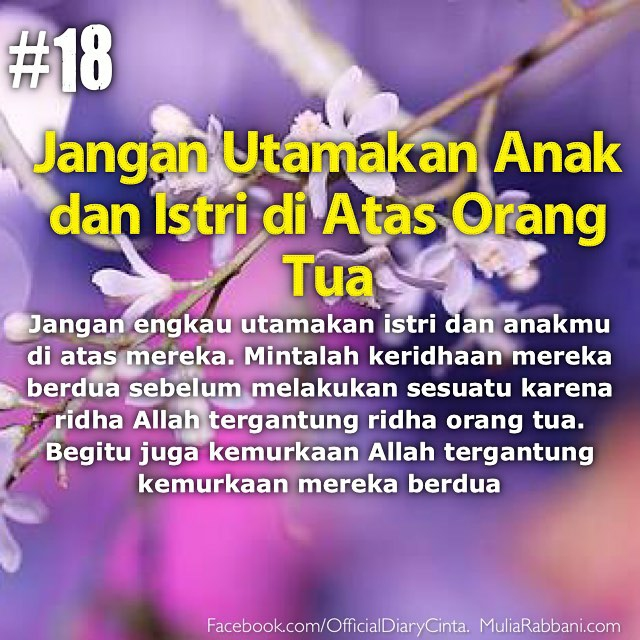 #18
Jangan Utamakan Anak
dan Istri di Atas Orang
Tua
Jangan engkau utamakan istri dan anakmu
di atas mereka. Mintalah keridhaan mereka
berdua sebelum melakukan sesuatu karena
ridha Allah tergantung ridha orang tua.
Begitu juga kemurkaan Allah tergantung
kemurkaan mereka berdua
Facebook.com/OfficialDiaryCinta. MuliaRabbani.com